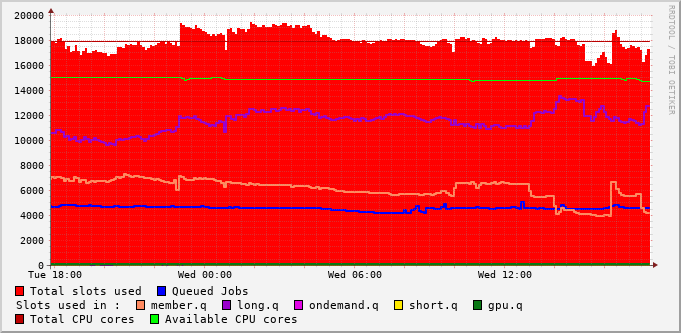 20000
18000
16000
14000
12000
10000
8000
6000
4000
2000
0
Tue 18:00 Wed 00:00 Wed 06:00 Wed 12:00
RRDTOOL / TOBI OETIKER
Total slots used Queued Jobs
Slots used in : member.q long.q ondemand.q short.q gpu.q
Total CPU cores Available CPU cores